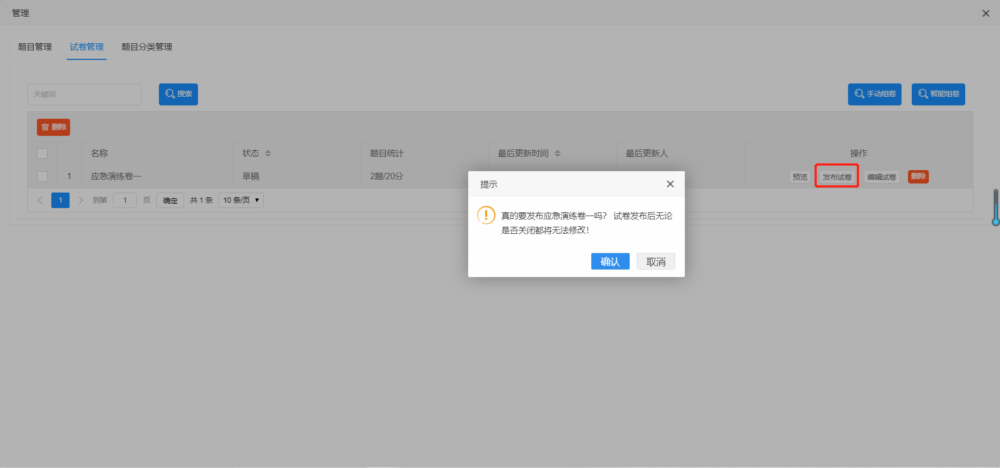 管理
题目管理 试卷管理 题目分类管理
关键词 搜索 手动组卷 智能组卷
删除
名称 状态 题目统计 最后更新时间 最后更新人 操作
1 应急演练卷一 草稿 2题/20分 预览 发布试卷 编辑试卷 删除
1 到第 1 页 确定 共 1 条 10 条/页
提示
真的要发布应急演练卷一吗? 试卷发布后无论
是否关闭都将无法修改!
确认 取消